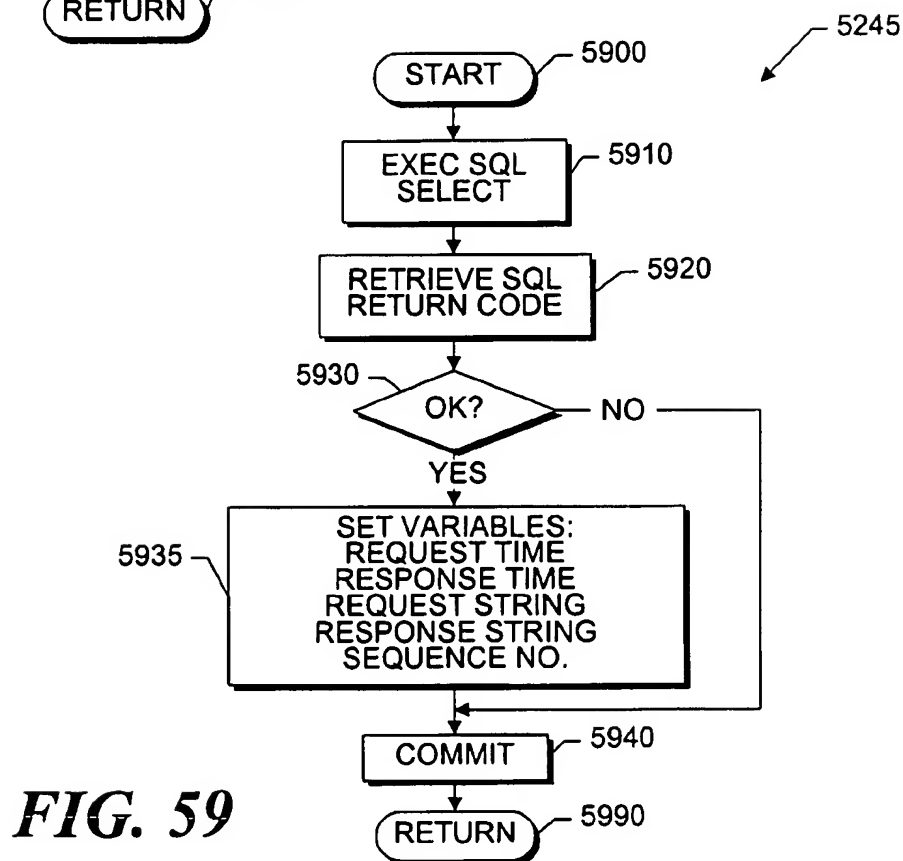 RETURN
5245
START
5900
EXEC SQL
SELECT
5910
RETRIEVE SQL
RETURN CODE
5920
5930
OK?
NO
YES
5935
SET VARIABLES:
REQUEST TIME
RESPONSE TIME
REQUEST STRING
RESPONSE STRING
SEQUENCE NO.
COMMIT
5940
RETURN
5990
FIG. 59